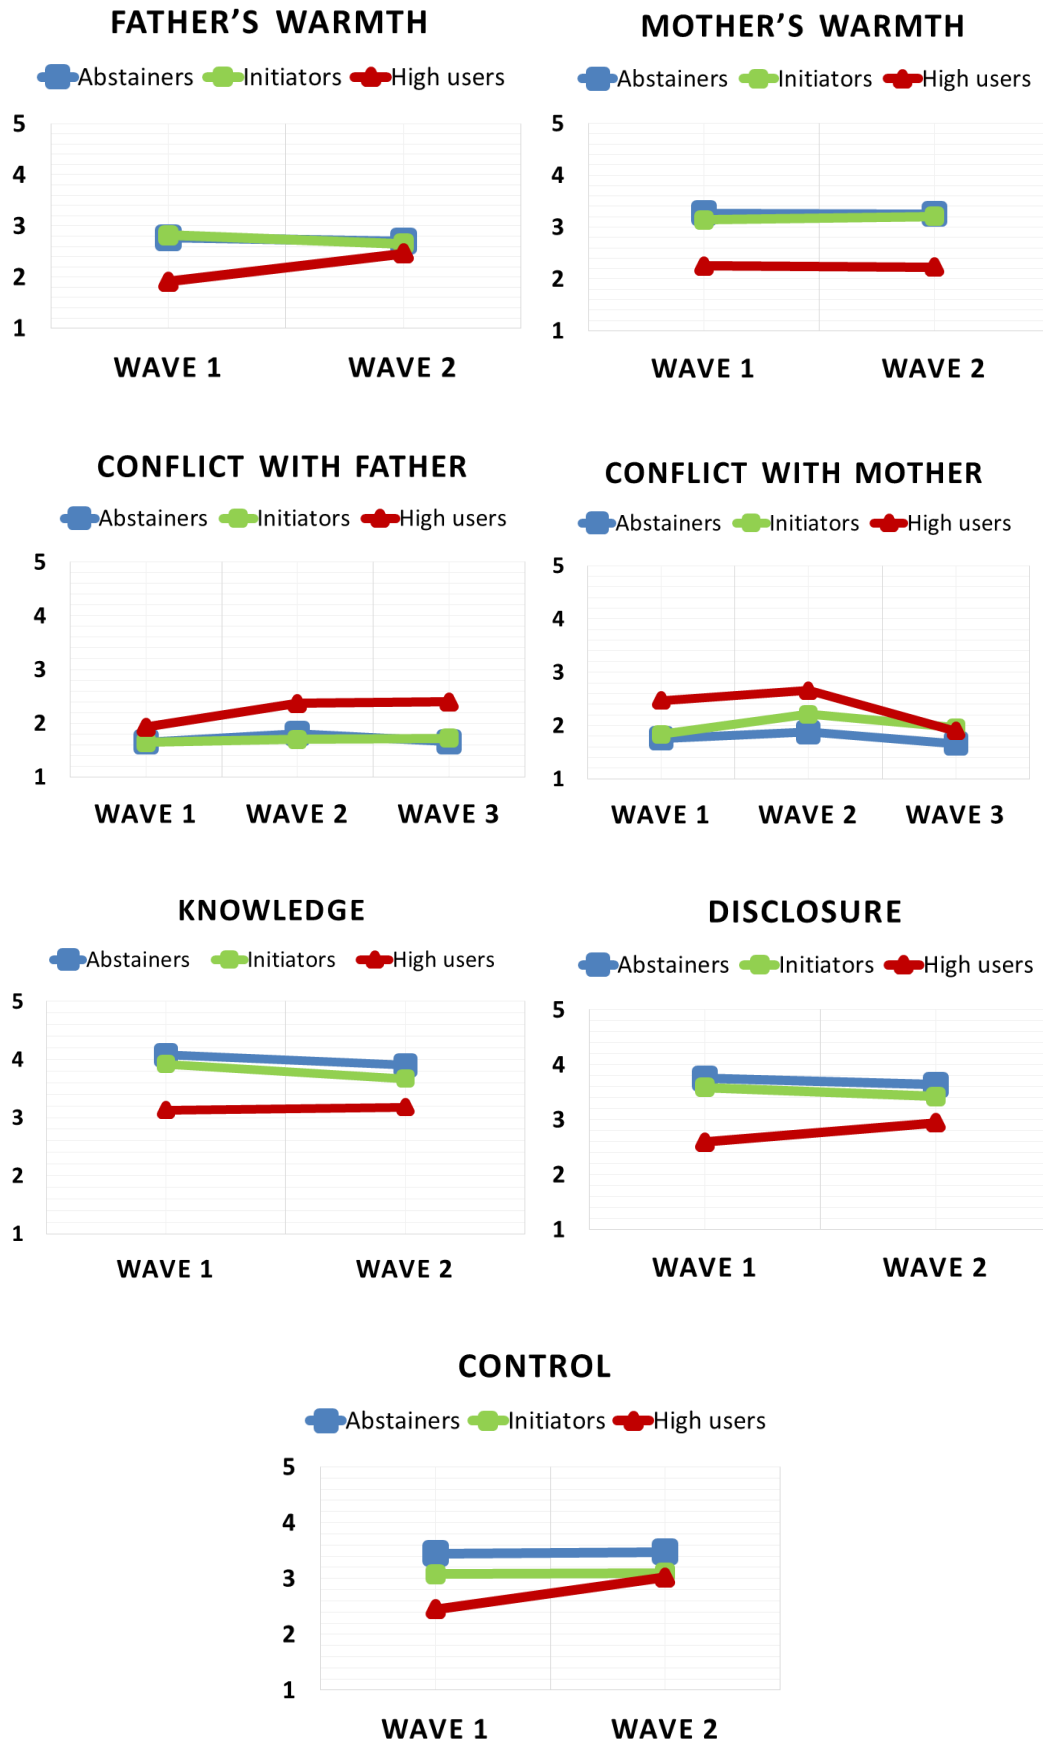 FATHER’S WARMTH
Abstainers Initiators High users
5
4
3
2
1
WAVE 1 WAVE 2
MOTHER’S WARMTH
Abstainers Initiators High users
5
4
3
2
1
WAVE 1 WAVE 2
CONFLICT WITH FATHER
Abstainers Initiators High users
5
4
3
2
1
WAVE 1 WAVE 2 WAVE 3
CONFLICT WITH MOTHER
Abstainers Initiators High users
5
4
3
2
1
WAVE 1 WAVE 2 WAVE 3
KNOWLEDGE
Abstainers Initiators High users
5
4
3
2
1
WAVE 1 WAVE 2
DISCLOSURE
Abstainers Initiators High users
5
4
3
2
1
WAVE 1 WAVE 2
CONTROL
Abstainers Initiators High users
5
4
3
2
1
WAVE 1 WAVE 2